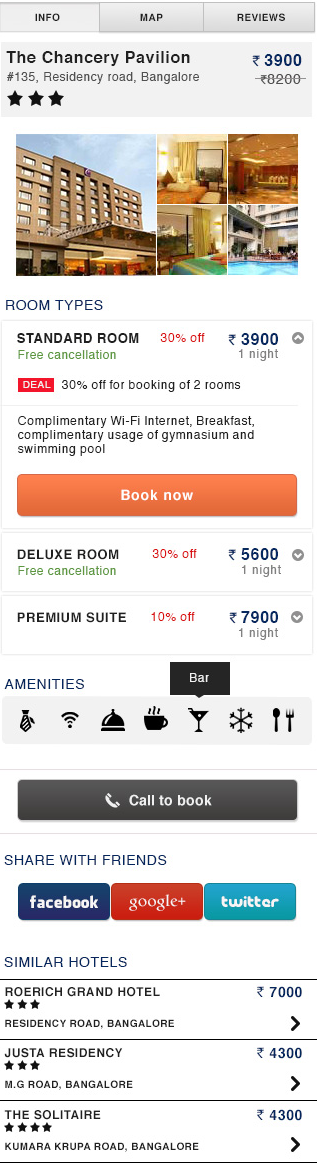 INFO
MAP
REVIEWS
The Chancery Pavilion
₹ 3900
#135, Residency road, Bangalore
₹8200
ROOM TYPES
STANDARD ROOM 30% off ₹ 3900
Free cancellation 1 night
DEAL 30% off for booking of 2 rooms
Complimentary Wi-Fi Internet, Breakfast,
complimentary usage of gymnasium and
swimming pool
Book now
DELUXE ROOM 30% off ₹ 5600
Free cancellation 1 night
PREMIUM SUITE 10% off ₹ 7900
1 night
AMENITIES
Bar
Call to book
SHARE WITH FRIENDS
facebook
google+
twitter
SIMILAR HOTELS
ROERICH GRAND HOTEL ₹ 7000
RESIDENCY ROAD, BANGALORE
JUSTA RESIDENCY ₹ 4300
M.G ROAD, BANGALORE
THE SOLITAIRE ₹ 4300
KUMARA KRUPA ROAD, BANGALORE